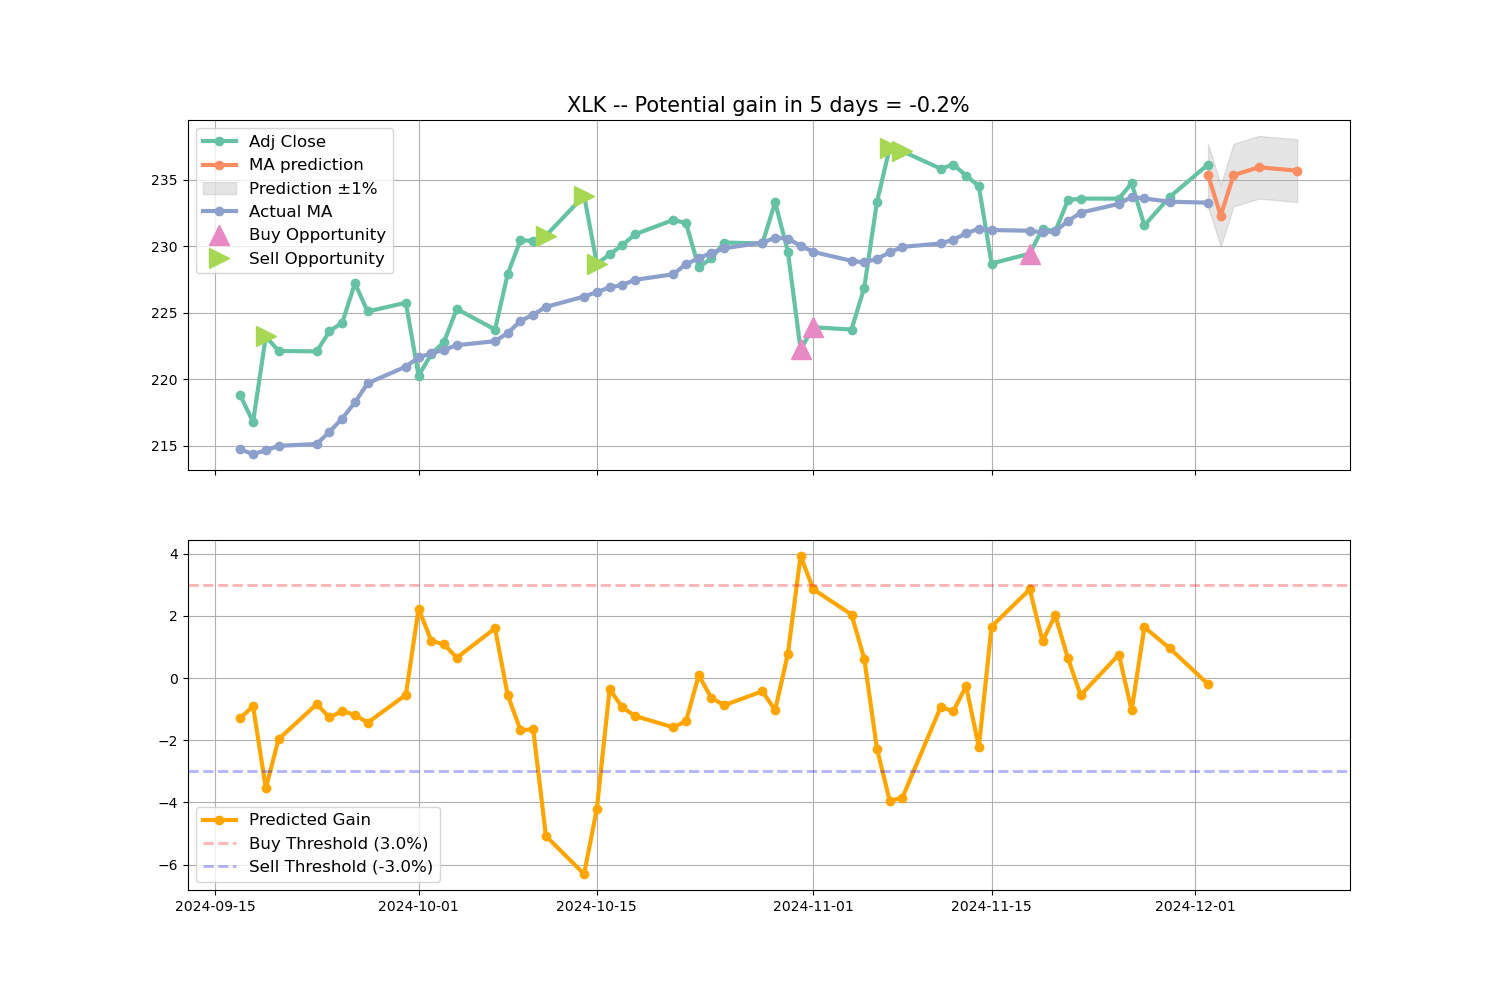 XLK -- Potential gain in 5 days = -0.2%
Adj Close
MA prediction
Prediction ±1%
Actual MA
Buy Opportunity
Sell Opportunity
235
230
225
220
215
4
2
0
−2
−4
−6
Predicted Gain
Buy Threshold (3.0%)
Sell Threshold (-3.0%)
2024-09-15 2024-10-01 2024-10-15 2024-11-01 2024-11-15 2024-12-01